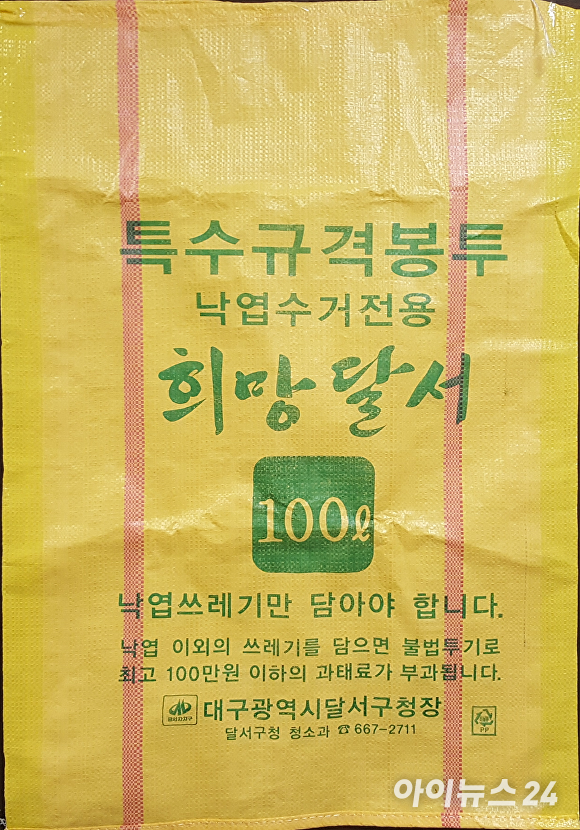 특수규격봉투
낙엽수거전용
희망달서
100ℓ
낙엽쓰레기만 담아야 합니다.
낙엽 이외의 쓰레기를 담으면 불법투기로
최고 100만원 이하의 과태료가 부과됩니다.
대구광역시달서구청장
달서구청 청소과 ☎667-2711
PP
아이뉴스24